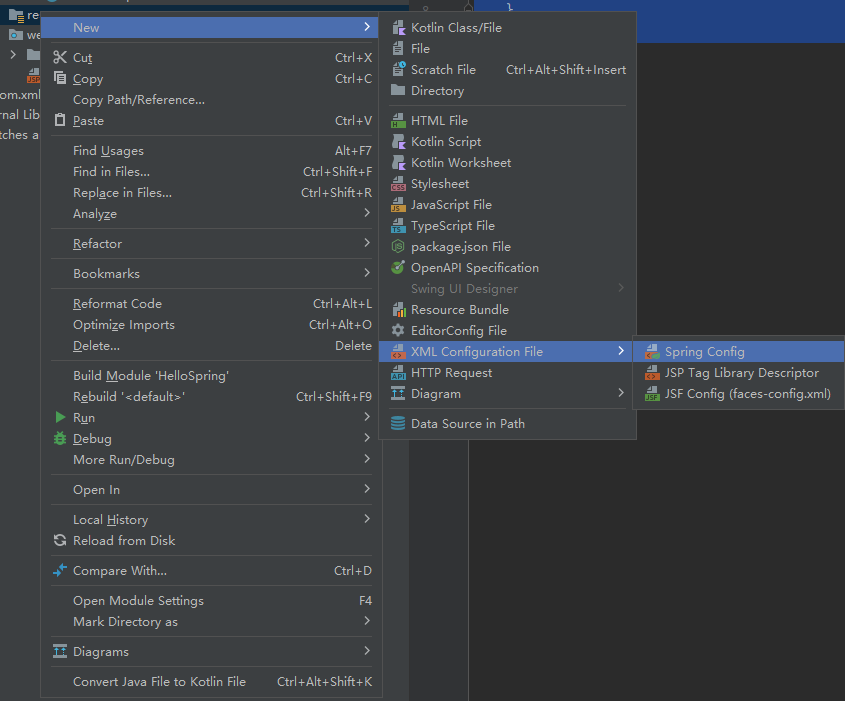 re
we
JSP
om.xml
rnal Lib
tches a
}
New
Cut Ctrl+X
Copy Ctrl+C
Copy Path/Reference...
Paste Ctrl+V
Find Usages Alt+F7
Find in Files... Ctrl+Shift+F
Replace in Files... Ctrl+Shift+R
Analyze
Refactor
Bookmarks
Reformat Code Ctrl+Alt+L
Optimize Imports Ctrl+Alt+O
Delete... Delete
Build Module 'HelloSpring'
Rebuild '<default>' Ctrl+Shift+F9
Run
Debug
More Run/Debug
Open In
Local History
Reload from Disk
Compare With... Ctrl+D
Open Module Settings F4
Mark Directory as
Diagrams
Convert Java File to Kotlin File Ctrl+Alt+Shift+K
Kotlin Class/File
File
Scratch File Ctrl+Alt+Shift+Insert
Directory
HTML File
Kotlin Script
Kotlin Worksheet
Stylesheet
JavaScript File
TypeScript File
package.json File
OpenAPI Specification
Swing UI Designer
Resource Bundle
EditorConfig File
XML Configuration File
HTTP Request
Diagram
Data Source in Path
Spring Config
JSP Tag Library Descriptor
JSF Config (faces-config.xml)